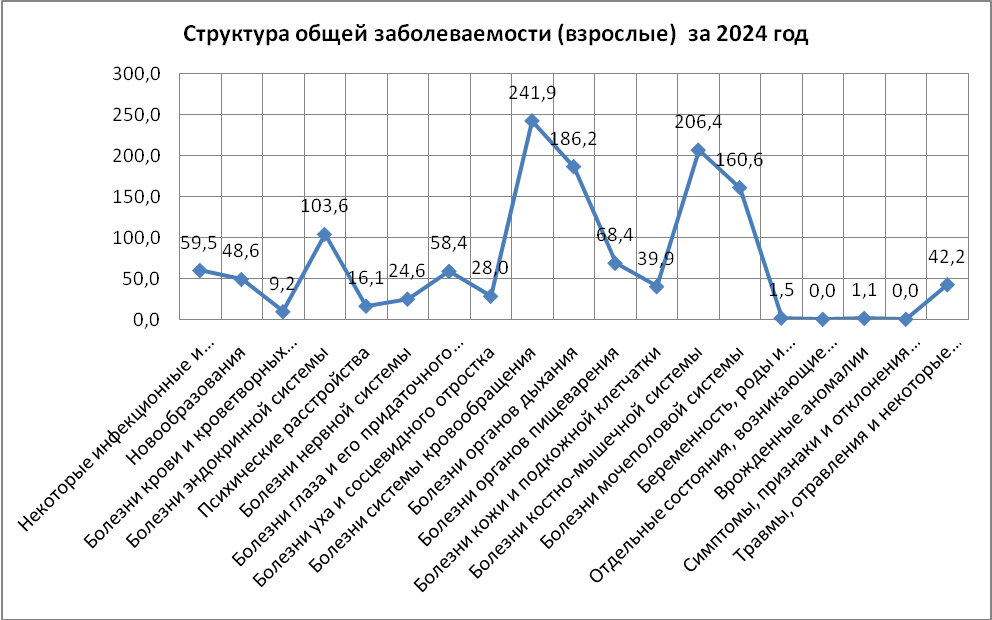 Структура общей заболеваемости (взрослые) за 2024 год
300,0
250,0
200,0
150,0
100,0
50,0
0,0
59,5
48,6
9,2
103,6
16,1
24,6
58,4
28,0
241,9
186,2
68,4
39,9
206,4
160,6
1,5
0,0
1,1
0,0
42,2
Некоторые инфекционные и…
Новообразования
Болезни крови и кроветворных…
Болезни эндокринной системы
Психические расстройства
Болезни нервной системы
Болезни глаза и его придаточного…
Болезни уха и сосцевидного отростка
Болезни системы кровообращения
Болезни органов дыхания
Болезни органов пищеварения
Болезни кожи и подкожной клетчатки
Болезни костно-мышечной системы
Болезни мочеполовой системы
Беременность, роды и…
Отдельные состояния, возникающие…
Врожденные аномалии
Симптомы, признаки и отклонения…
Травмы, отравления и некоторые…